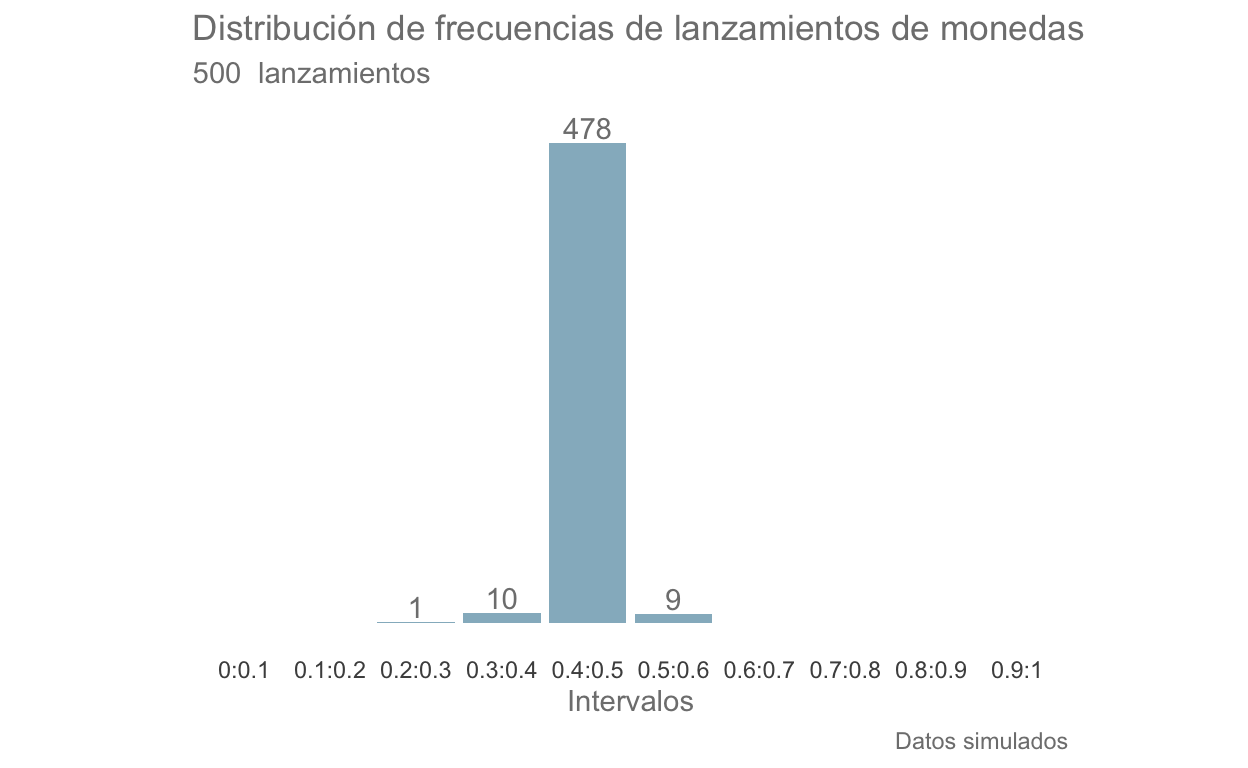 Distribución de frecuencias de lanzamientos de monedas
500  lanzamientos
478
1
10
9
0:0.1 0.1:0.2 0.2:0.3 0.3:0.4 0.4:0.5 0.5:0.6 0.6:0.7 0.7:0.8 0.8:0.9 0.9:1
Intervalos
Datos simulados